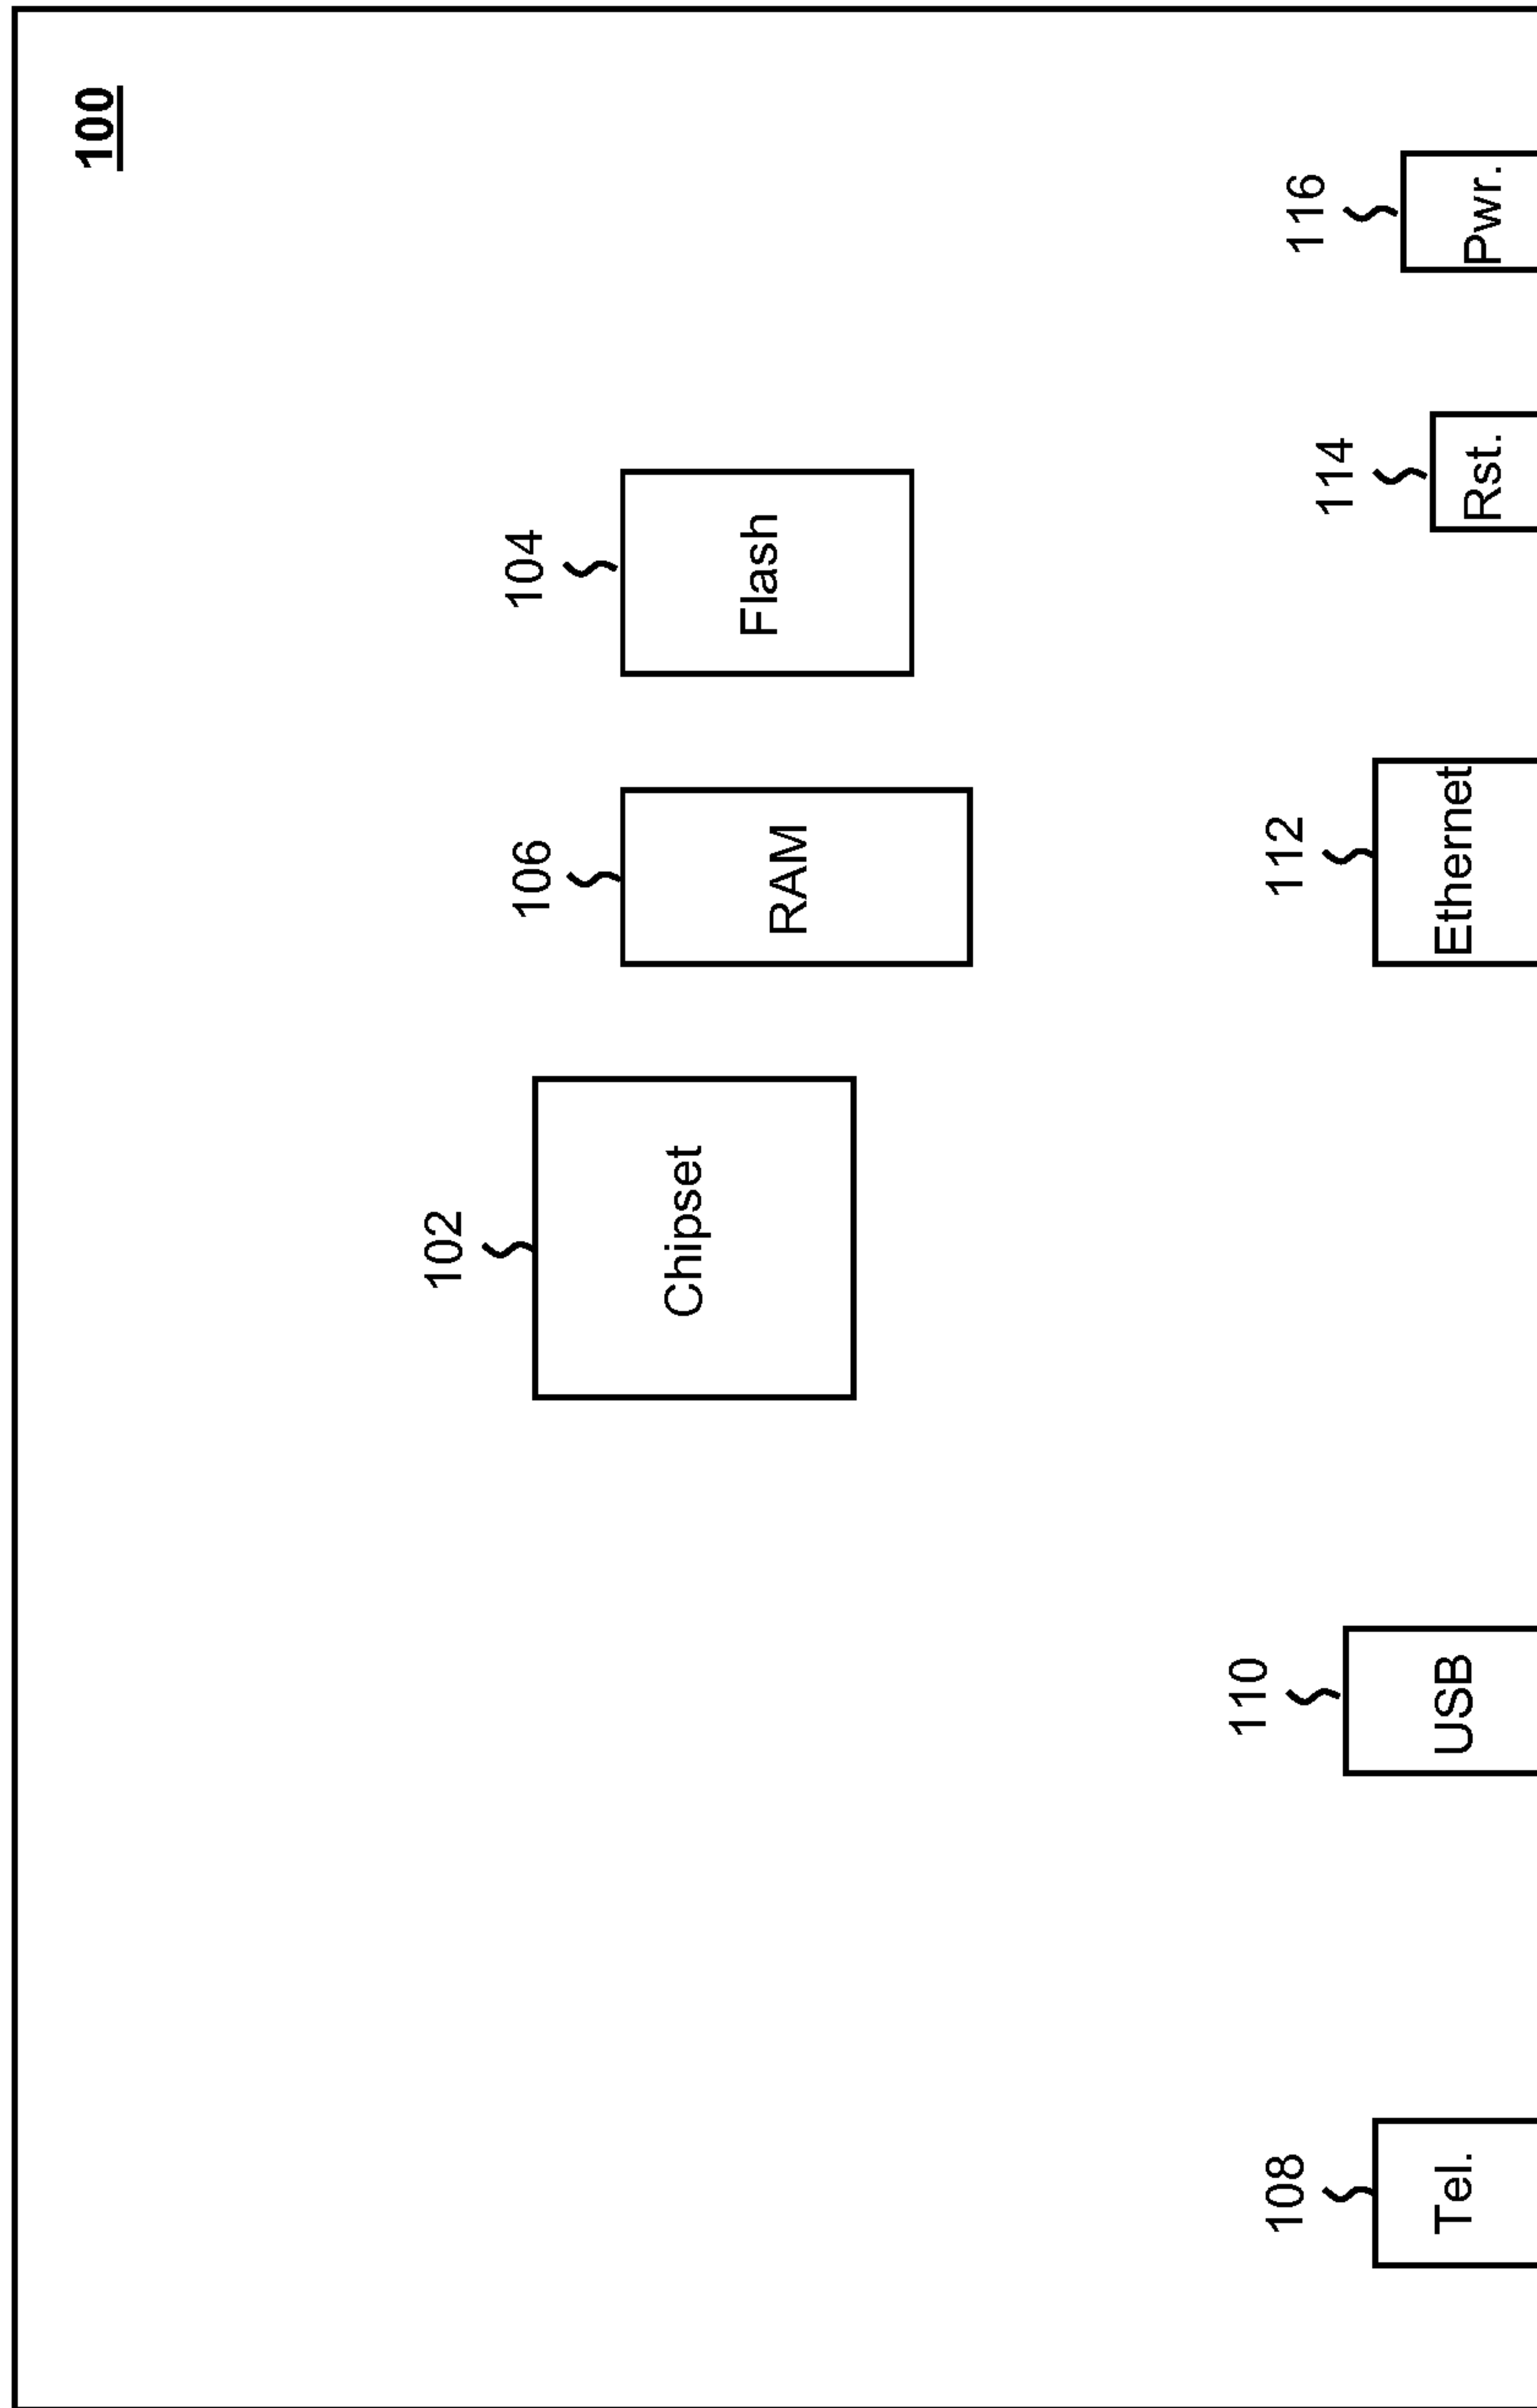 100
102
Chipset
106
RAM
104
Flash
108
Tel.
110
USB
112
Ethernet
114
Rst.
116
Pwr.